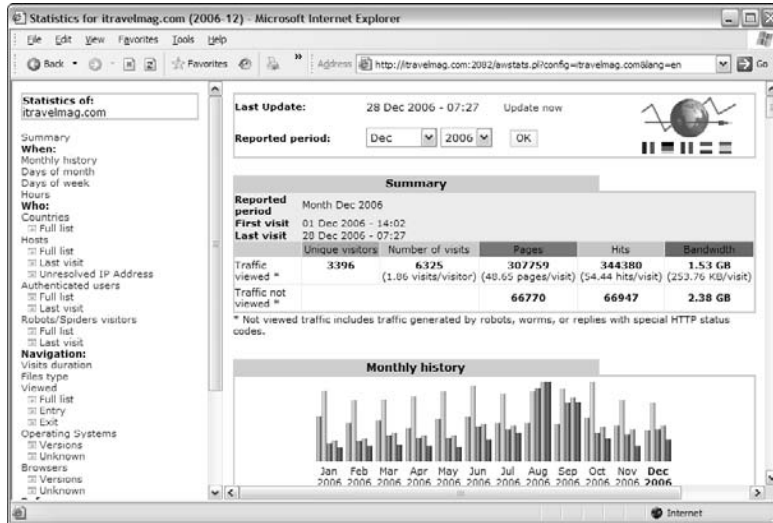 Statistics for itravelmag.com (2006-12) - Microsoft Internet Explorer
File Edit View Favorites Tools Help
Back Favorites » Address http://itravelmag.com:2082/awstats.pl?config=itravelmag.com&lang=en Go
Statistics of:
itravelmag.com
Summary
When:
Monthly history
Days of month
Days of week
Hours
Who:
Countries
Full list
Hosts
Full list
Last visit
Unresolved IP Address
Authenticated users
Full list
Last visit
Robots/Spiders visitors
Full list
Last visit
Navigation:
Visits duration
Files type
Viewed
Full list
Entry
Exit
Operating Systems
Versions
Unknown
Browsers
Versions
Unknown
Last Update: 28 Dec 2006 - 07:27 Update now
Reported period: Dec 2006 OK
Summary
Reported period Month Dec 2006
First visit 01 Dec 2006 - 14:02
Last visit 28 Dec 2006 - 07:27
Unique visitors Number of visits Pages Hits Bandwidth
Traffic viewed * 3396 6325 307759 344380 1.53 GB
(1.86 visits/visitor) (48.65 pages/visit) (54.44 hits/visit) (253.76 KB/visit)
Traffic not viewed * 66770 66947 2.38 GB
* Not viewed traffic includes traffic generated by robots, worms, or replies with special HTTP status
codes.
Monthly history
Jan Feb Mar Apr May Jun Jul Aug Sep Oct Nov Dec
2006 2006 2006 2006 2006 2006 2006 2006 2006 2006 2006 2006
Internet